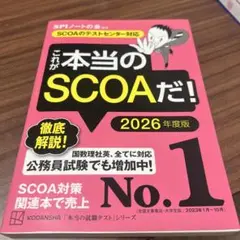 SPIノートの会 編著
SCOAのテストセンター対応
これが
本当の
SCOAだ!
2026年度版
徹底
解説!
国数理社英、全てに対応
公務員試験でも増加中!
SCOA対策
関連本で売上
No.1
KODANSHA
「本当の就職テスト」シリーズ